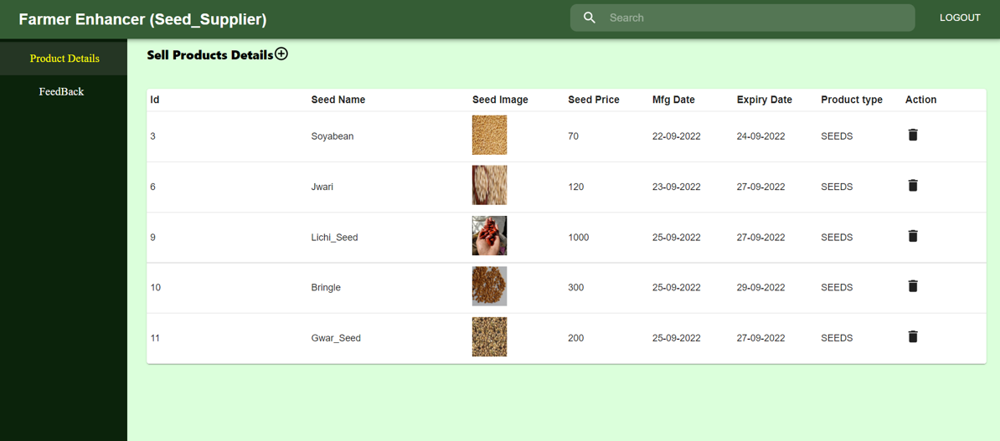 Farmer Enhancer (Seed_Supplier) Search LOGOUT
Product Details
FeedBack
Sell Products Details
Id Seed Name Seed Image Seed Price Mfg Date Expiry Date Product type Action
3 Soyabean 70 22-09-2022 24-09-2022 SEEDS
6 Jwari 120 23-09-2022 27-09-2022 SEEDS
9 Lichi_Seed 1000 25-09-2022 27-09-2022 SEEDS
10 Bringle 300 25-09-2022 29-09-2022 SEEDS
11 Gwar_Seed 200 25-09-2022 27-09-2022 SEEDS